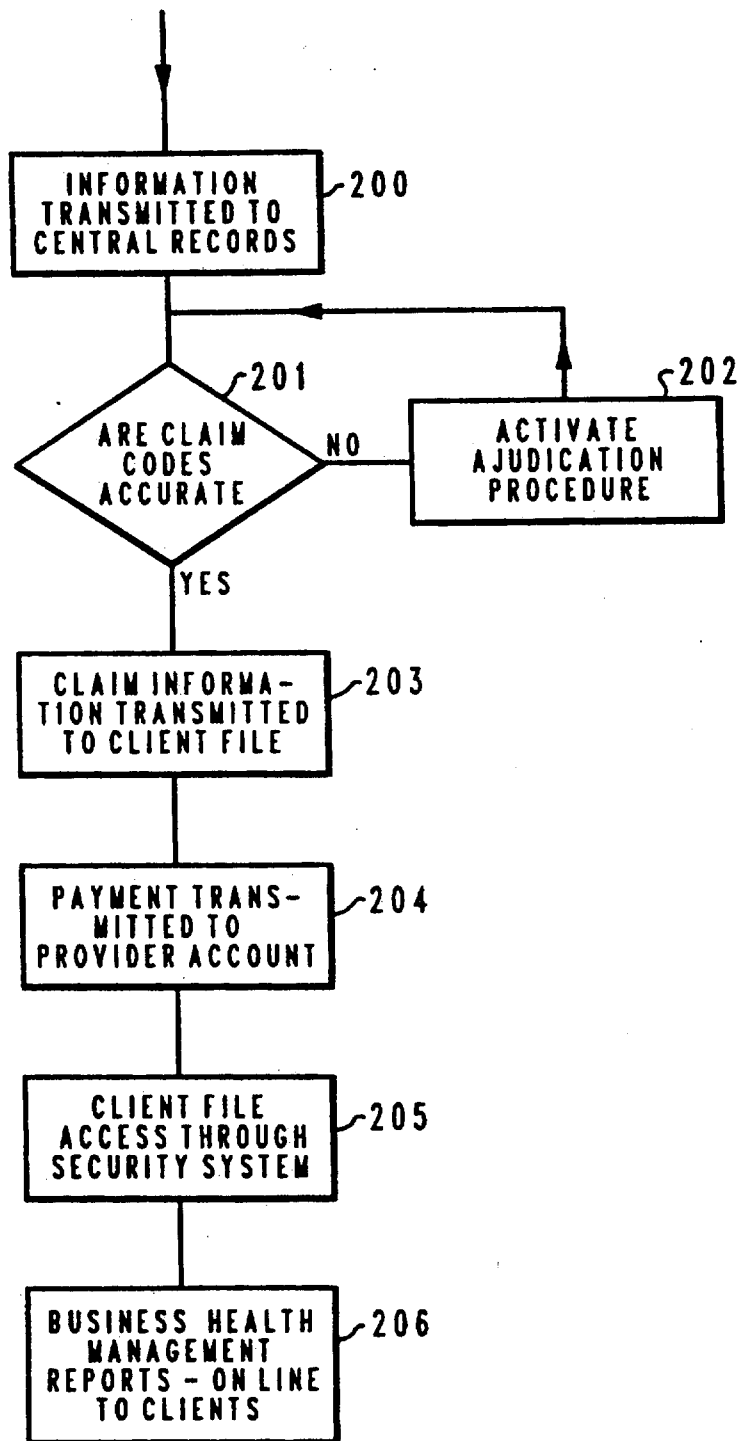 INFORMATION
TRANSMITTED TO
CENTRAL RECORDS
200
201
ARE CLAIM
CODES
ACCURATE
NO
202
ACTIVATE
AJUDICATION
PROCEDURE
YES
CLAIM INFORMA-
TION TRANSMITTED
TO CLIENT FILE
203
PAYMENT TRANS-
MITTED TO
PROVIDER ACCOUNT
204
CLIENT FILE
ACCESS THROUGH
SECURITY SYSTEM
205
BUSINESS HEALTH
MANAGEMENT
REPORTS - ON LINE
TO CLIENTS
206